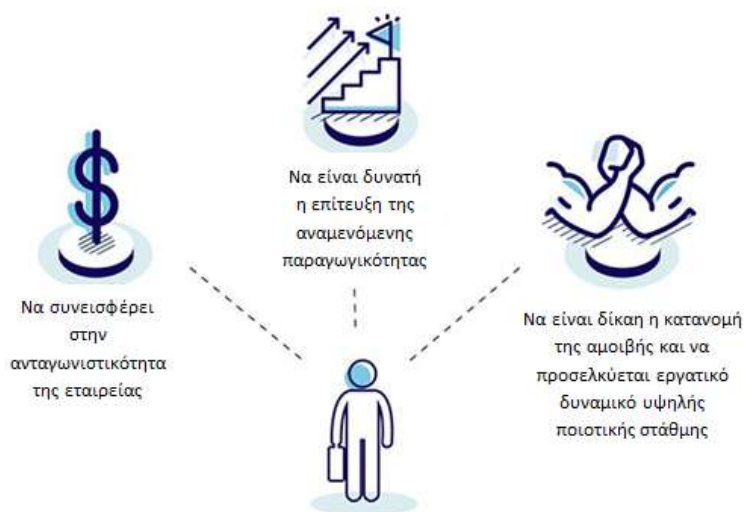 Να είναι δυνατή
η επίτευξη της
αναμενόμενης
παραγωγικότητας
Να συνεισφέρει
στην
ανταγωνιστικότητα
της εταιρείας
Να είναι δίκαη η κατανομή
της αμοιβής και να
προσελκύεται εργατικό
δυναμικό υψηλής
ποιοτικής στάθμης